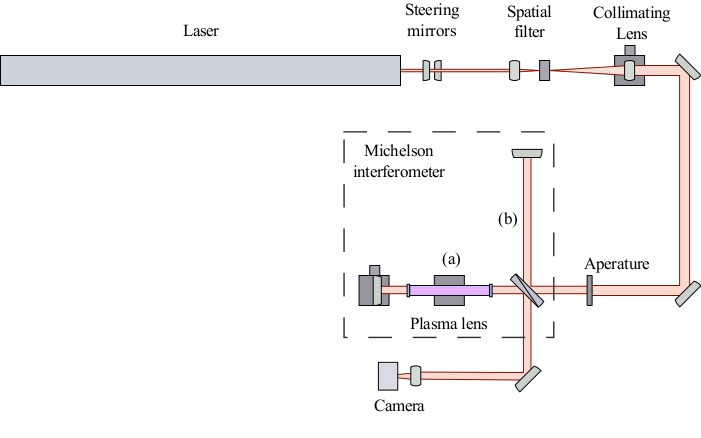 Laser
Steering
mirrors
Spatial
filter
Collimating
Lens
Michelson
interferometer
(b)
(a)
Aperature
Plasma lens
Camera